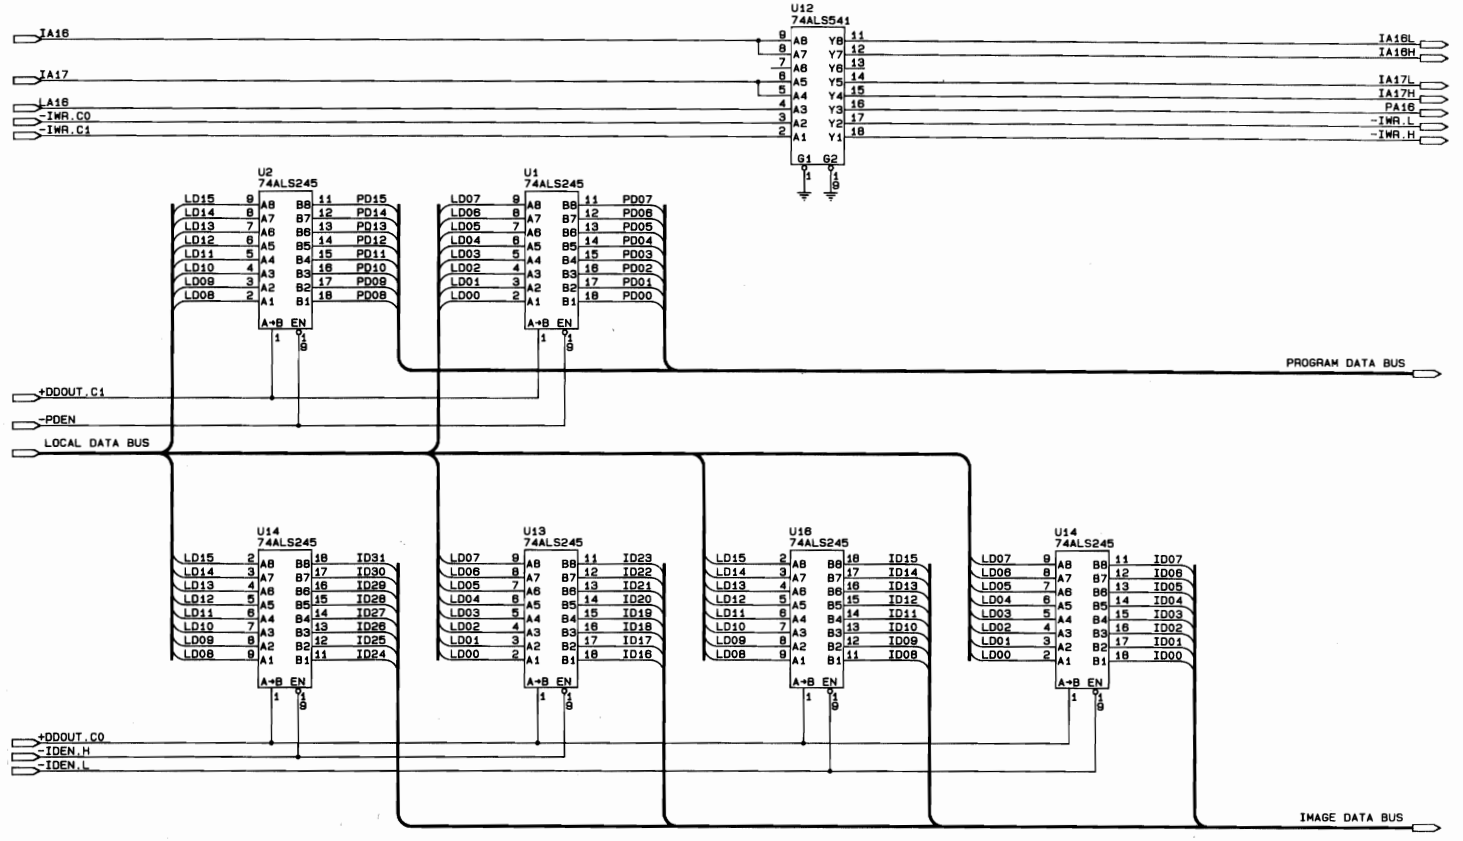 U12
74ALS541
IA16 9 A8 Y8 11 IA16L
8 A7 Y7 12 IA16H
7 A6 Y6 13
IA17 6 A5 Y5 14 IA17L
5 A4 Y4 15 IA17H
LA16 4 A3 Y3 16 PA16
-IWR.C0 3 A2 Y2 17 -IWR.L
-IWR.C1 2 A1 Y1 18 -IWR.H
G1 G2
1 19
U2 U1
74ALS245 74ALS245
LD15 9 A8 B8 11 PD15 LD07 9 A8 B8 11 PD07
LD14 8 A7 B7 12 PD14 LD06 8 A7 B7 12 PD06
LD13 7 A6 B6 13 PD13 LD05 7 A6 B6 13 PD05
LD12 6 A5 B5 14 PD12 LD04 6 A5 B5 14 PD04
LD11 5 A4 B4 15 PD11 LD03 5 A4 B4 15 PD03
LD10 4 A3 B3 16 PD10 LD02 4 A3 B3 16 PD02
LD09 3 A2 B2 17 PD09 LD01 3 A2 B2 17 PD01
LD08 2 A1 B1 18 PD08 LD00 2 A1 B1 18 PD00
A→B EN A→B EN
1 19 1 19
PROGRAM DATA BUS
+DDOUT.C1
-PDEN
LOCAL DATA BUS
U14 U13 U16 U14
74ALS245 74ALS245 74ALS245 74ALS245
LD15 2 A8 B8 18 ID31 LD07 9 A8 B8 11 ID23 LD15 2 A8 B8 18 ID15 LD07 9 A8 B8 11 ID07
LD14 3 A7 B7 17 ID30 LD06 8 A7 B7 12 ID22 LD14 3 A7 B7 17 ID14 LD06 8 A7 B7 12 ID06
LD13 4 A6 B6 16 ID29 LD05 7 A6 B6 13 ID21 LD13 4 A6 B6 16 ID13 LD05 7 A6 B6 13 ID05
LD12 5 A5 B5 15 ID28 LD04 6 A5 B5 14 ID20 LD12 5 A5 B5 15 ID12 LD04 6 A5 B5 14 ID04
LD11 6 A4 B4 14 ID27 LD03 5 A4 B4 15 ID19 LD11 6 A4 B4 14 ID11 LD03 5 A4 B4 15 ID03
LD10 7 A3 B3 13 ID26 LD02 4 A3 B3 16 ID18 LD10 7 A3 B3 13 ID10 LD02 4 A3 B3 16 ID02
LD09 8 A2 B2 12 ID25 LD01 3 A2 B2 17 ID17 LD09 8 A2 B2 12 ID09 LD01 3 A2 B2 17 ID01
LD08 9 A1 B1 11 ID24 LD00 2 A1 B1 18 ID16 LD08 9 A1 B1 11 ID08 LD00 2 A1 B1 18 ID00
A→B EN A→B EN A→B EN A→B EN
1 19 1 19 1 19 1 19
+DDOUT.C0
-IDEN.H
-IDEN.L
IMAGE DATA BUS